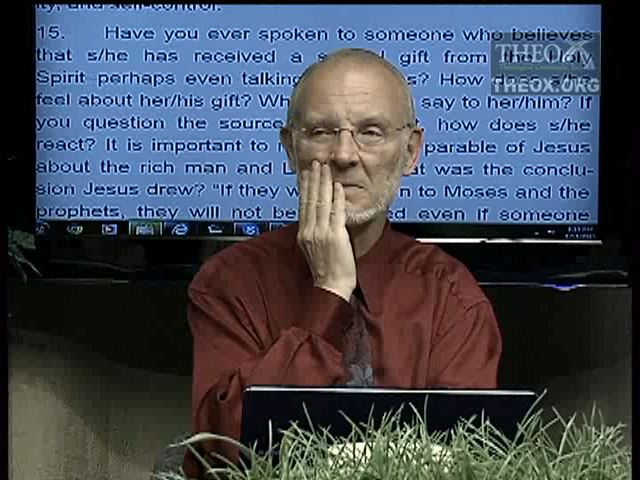 ty, and self-control.
15. Have you ever spoken to someone who believes
that s/he has received a gift from the Holy
Spirit perhaps even talking s? How does s/he
feel about her/his gift? Wh say to her/him? If
you question the source how does s/he
react? It is important to parable of Jesus
about the rich man and L at was the conclu-
sion Jesus drew? "If they w n to Moses and the
prophets, they will not be ed even if someone
THEOX
THEOX.ORG